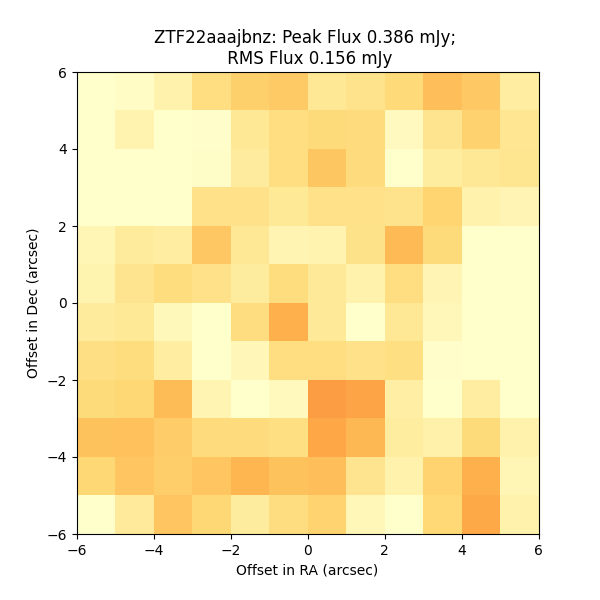 ZTF22aaajbnz: Peak Flux 0.386 mJy;
RMS Flux 0.156 mJy
6
4
2
0
−2
−4
−6
Offset in Dec (arcsec)
−6 −4 −2 0 2 4 6
Offset in RA (arcsec)